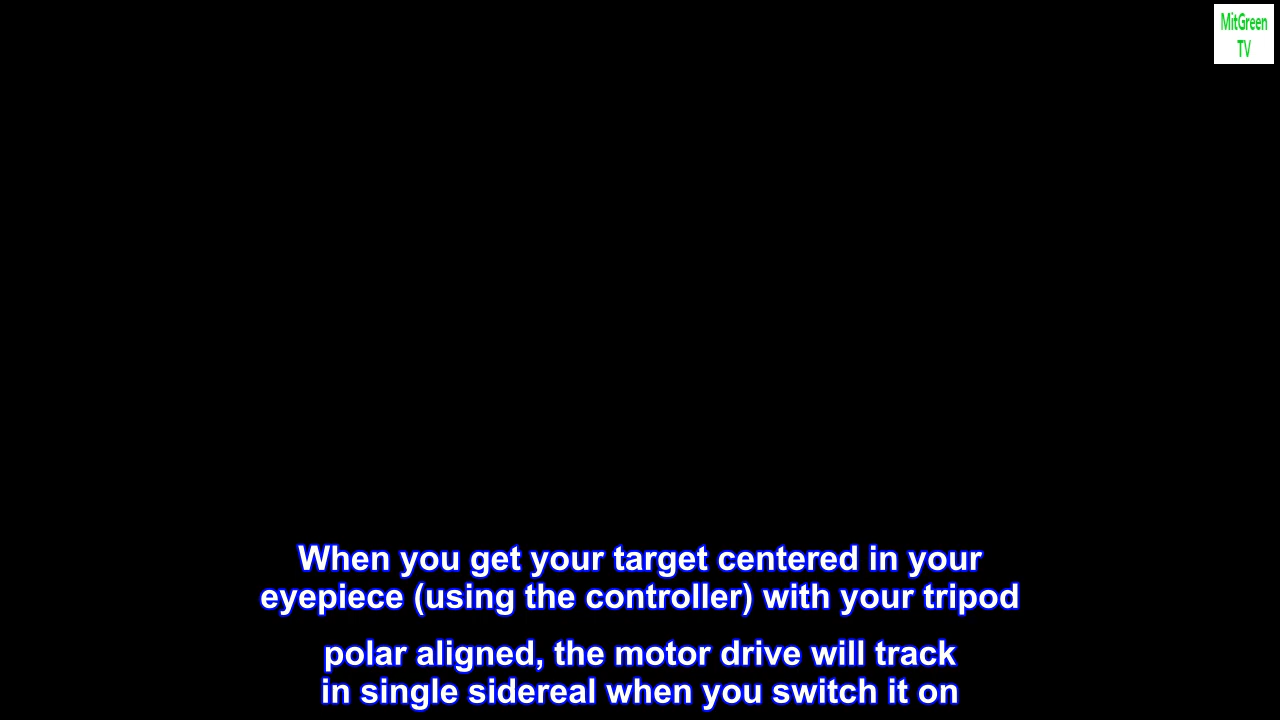 MitGreen
TV
When you get your target centered in your
eyepiece (using the controller) with your tripod
polar aligned, the motor drive will track
in single sidereal when you switch it on